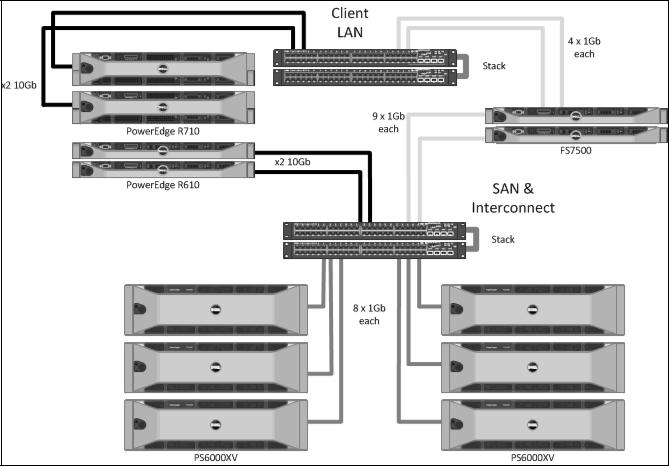 Client
LAN
4 x 1Gb
each
Stack
x2 10Gb
PowerEdge R710
9 x 1Gb
each
FS7500
x2 10Gb
PowerEdge R610
SAN &
Interconnect
Stack
8 x 1Gb
each
PS6000XV
PS6000XV